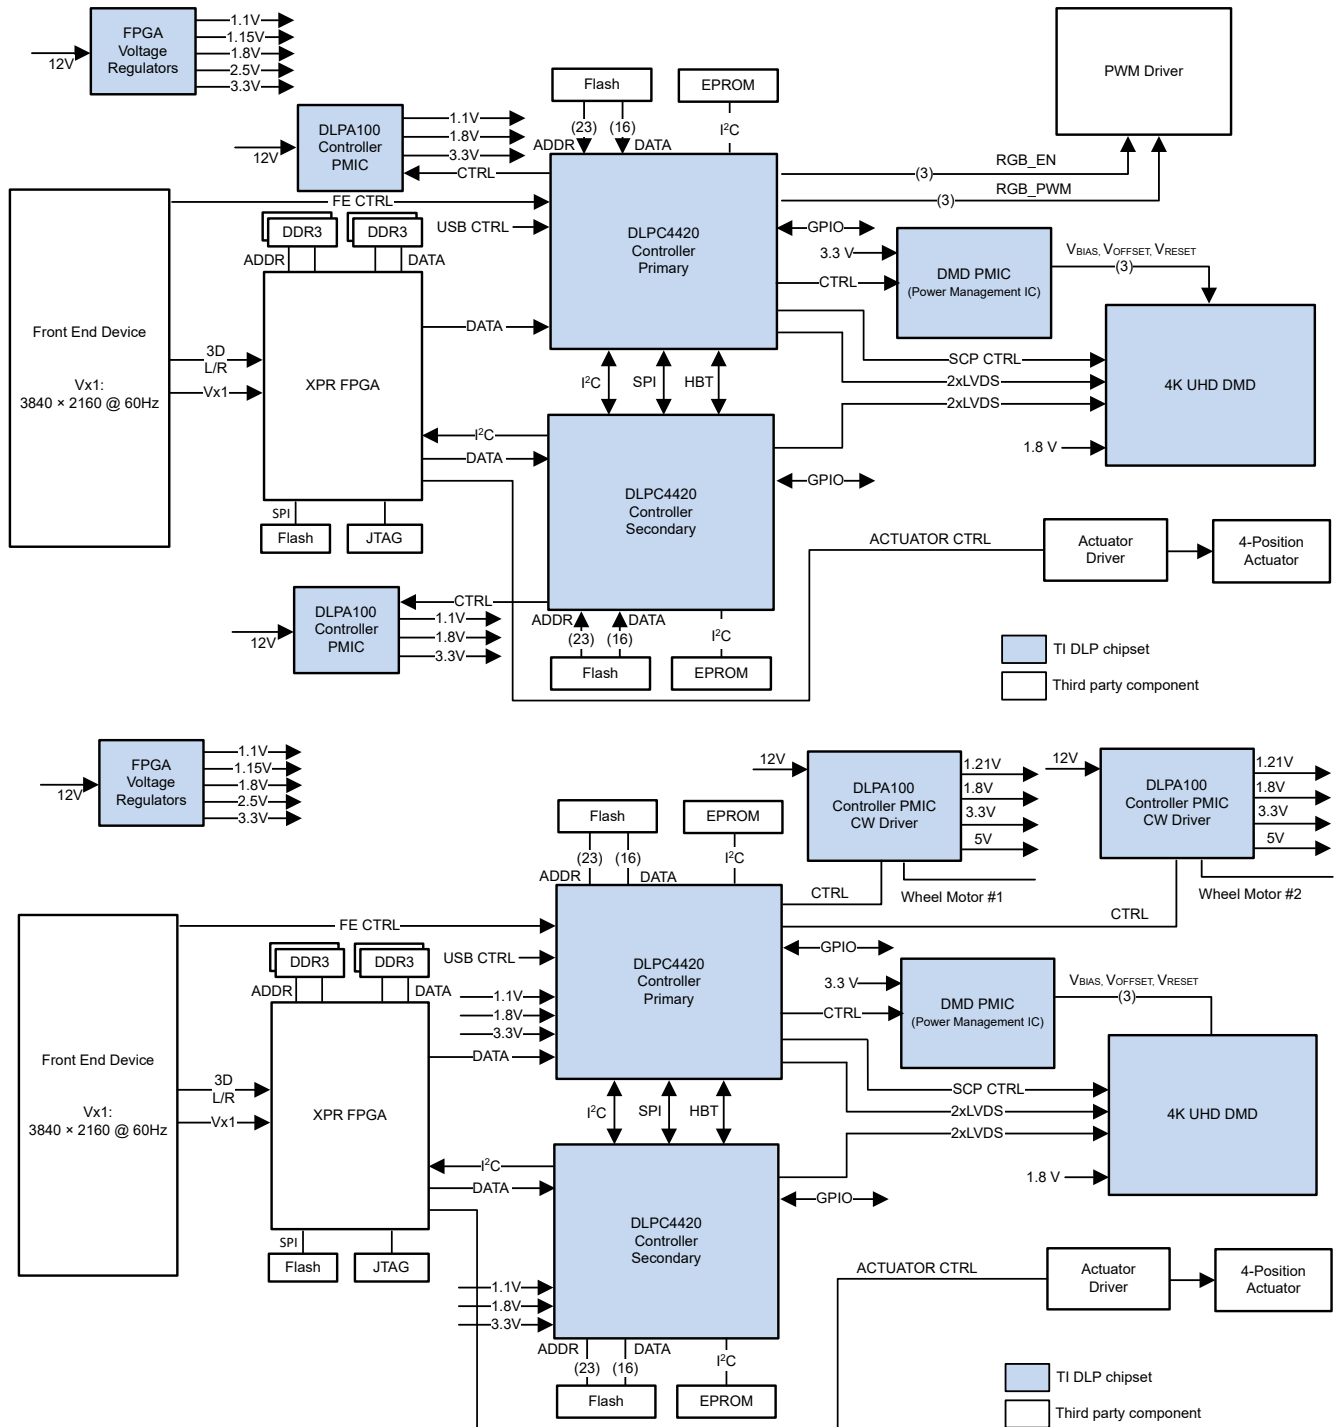 FPGA
Voltage
Regulators
12V
1.1V
1.15V
1.8V
2.5V
3.3V
DLPA100
Controller
PMIC
12V
1.1V
1.8V
3.3V
CTRL
Flash
(23)
(16)
ADDR
DATA
EPROM
I²C
PWM Driver
RGB_EN
(3)
RGB_PWM
(3)
FE CTRL
USB CTRL
DLPC4420
Controller
Primary
GPIO
3.3 V
CTRL
DMD PMIC
(Power Management IC)
VBIAS, VOFFSET, VRESET
(3)
DDR3
DDR3
ADDR
DATA
Front End Device
Vx1:
3840 × 2160 @ 60Hz
3D
L/R
Vx1
XPR FPGA
DATA
SCP CTRL
2xLVDS
2xLVDS
4K UHD DMD
1.8 V
I²C
SPI
HBT
I²C
DATA
DLPC4420
Controller
Secondary
GPIO
SPI
Flash
JTAG
ACTUATOR CTRL
Actuator
Driver
4-Position
Actuator
DLPA100
Controller
PMIC
12V
CTRL
1.1V
1.8V
3.3V
ADDR
DATA
(23)
(16)
Flash
I²C
EPROM
TI DLP chipset
Third party component
FPGA
Voltage
Regulators
12V
1.1V
1.15V
1.8V
2.5V
3.3V
12V
DLPA100
Controller PMIC
CW Driver
1.21V
1.8V
3.3V
5V
12V
DLPA100
Controller PMIC
CW Driver
1.21V
1.8V
3.3V
5V
Flash
(23)
(16)
ADDR
DATA
EPROM
I²C
CTRL
Wheel Motor #1
CTRL
Wheel Motor #2
FE CTRL
USB CTRL
1.1V
1.8V
3.3V
DATA
DLPC4420
Controller
Primary
GPIO
3.3 V
CTRL
DMD PMIC
(Power Management IC)
VBIAS, VOFFSET, VRESET
(3)
DDR3
DDR3
ADDR
DATA
Front End Device
Vx1:
3840 × 2160 @ 60Hz
3D
L/R
Vx1
XPR FPGA
SCP CTRL
2xLVDS
2xLVDS
4K UHD DMD
1.8 V
I²C
SPI
HBT
I²C
DATA
DLPC4420
Controller
Secondary
GPIO
SPI
Flash
JTAG
1.1V
1.8V
3.3V
ACTUATOR CTRL
Actuator
Driver
4-Position
Actuator
ADDR
DATA
(23)
(16)
Flash
I²C
EPROM
TI DLP chipset
Third party component